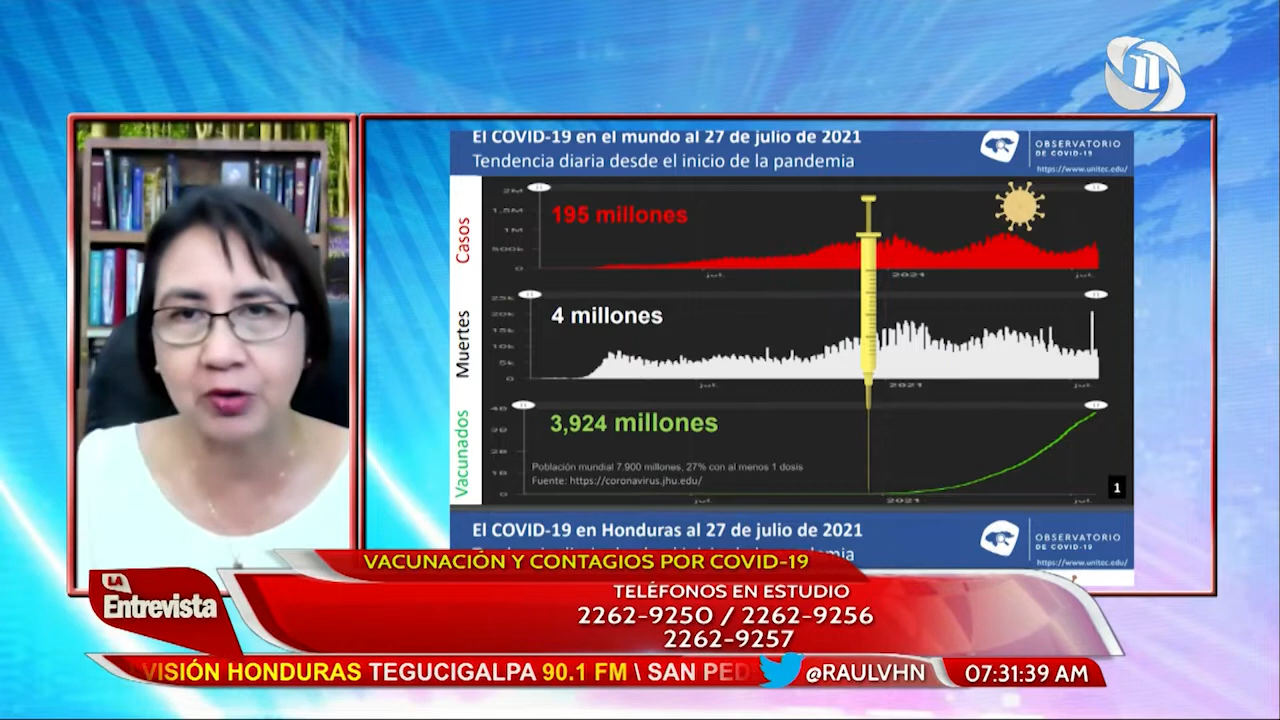 El COVID-19 en el mundo al 27 de julio de 2021
Tendencia diaria desde el inicio de la pandemia
OBSERVATORIO
DE COVID-19
https://www.unitec.edu/
Casos
2M
1.5M
1M
500k
0
195 millones
jul.
2021
jul.
Muertes
25k
20k
15k
10k
5k
0
4 millones
jul.
2021
jul.
Vacunados
4B
3B
2B
1B
0
3,924 millones
Población mundial 7.900 millones, 27% con al menos 1 dosis
Fuente: https://coronavirus.jhu.edu/
jul.
2021
jul.
1
El COVID-19 en Honduras al 27 de julio de 2021
OBSERVATORIO
DE COVID-19
https://www.unitec.edu/
VACUNACIÓN Y CONTAGIOS POR COVID-19
LA
Entrevista
TELÉFONOS EN ESTUDIO
2262-9250 / 2262-9256
2262-9257
VISIÓN HONDURAS TEGUCIGALPA 90.1 FM \ SAN PED
@RAULVHN
07:31:39 AM
11